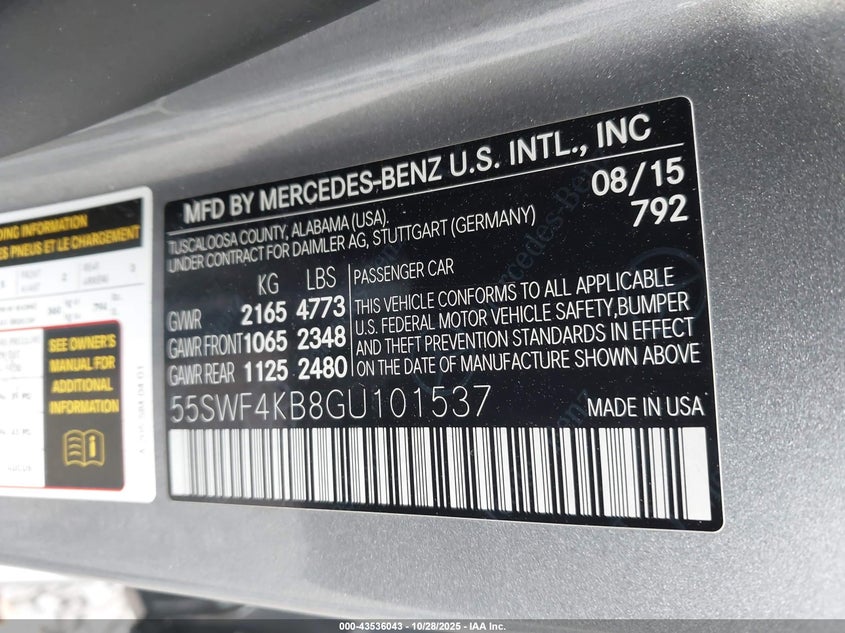 MFD BY MERCEDES-BENZ U.S. INTL., INC
TUSCALOOSA COUNTY, ALABAMA (USA). 08/15
UNDER CONTRACT FOR DAIMLER AG, STUTTGART (GERMANY) 792
KG LBS PASSENGER CAR
GVWR 2165 4773
GAWR FRONT1065 2348
GAWR REAR 1125 2480
THIS VEHICLE CONFORMS TO ALL APPLICABLE
U.S. FEDERAL MOTOR VEHICLE SAFETY,BUMPER
AND THEFT PREVENTION STANDARDS IN EFFECT
ON THE DATE OF MANUFACTURE SHOWN ABOVE
55SWF4KB8GU101537 MADE IN USA
INFORMATION
PNEUS ET LE CHARGEMENT
SEE OWNER'S
MANUAL FOR
ADDITIONAL
INFORMATION
000-43536043 - 10/28/2025 - IAA Inc.